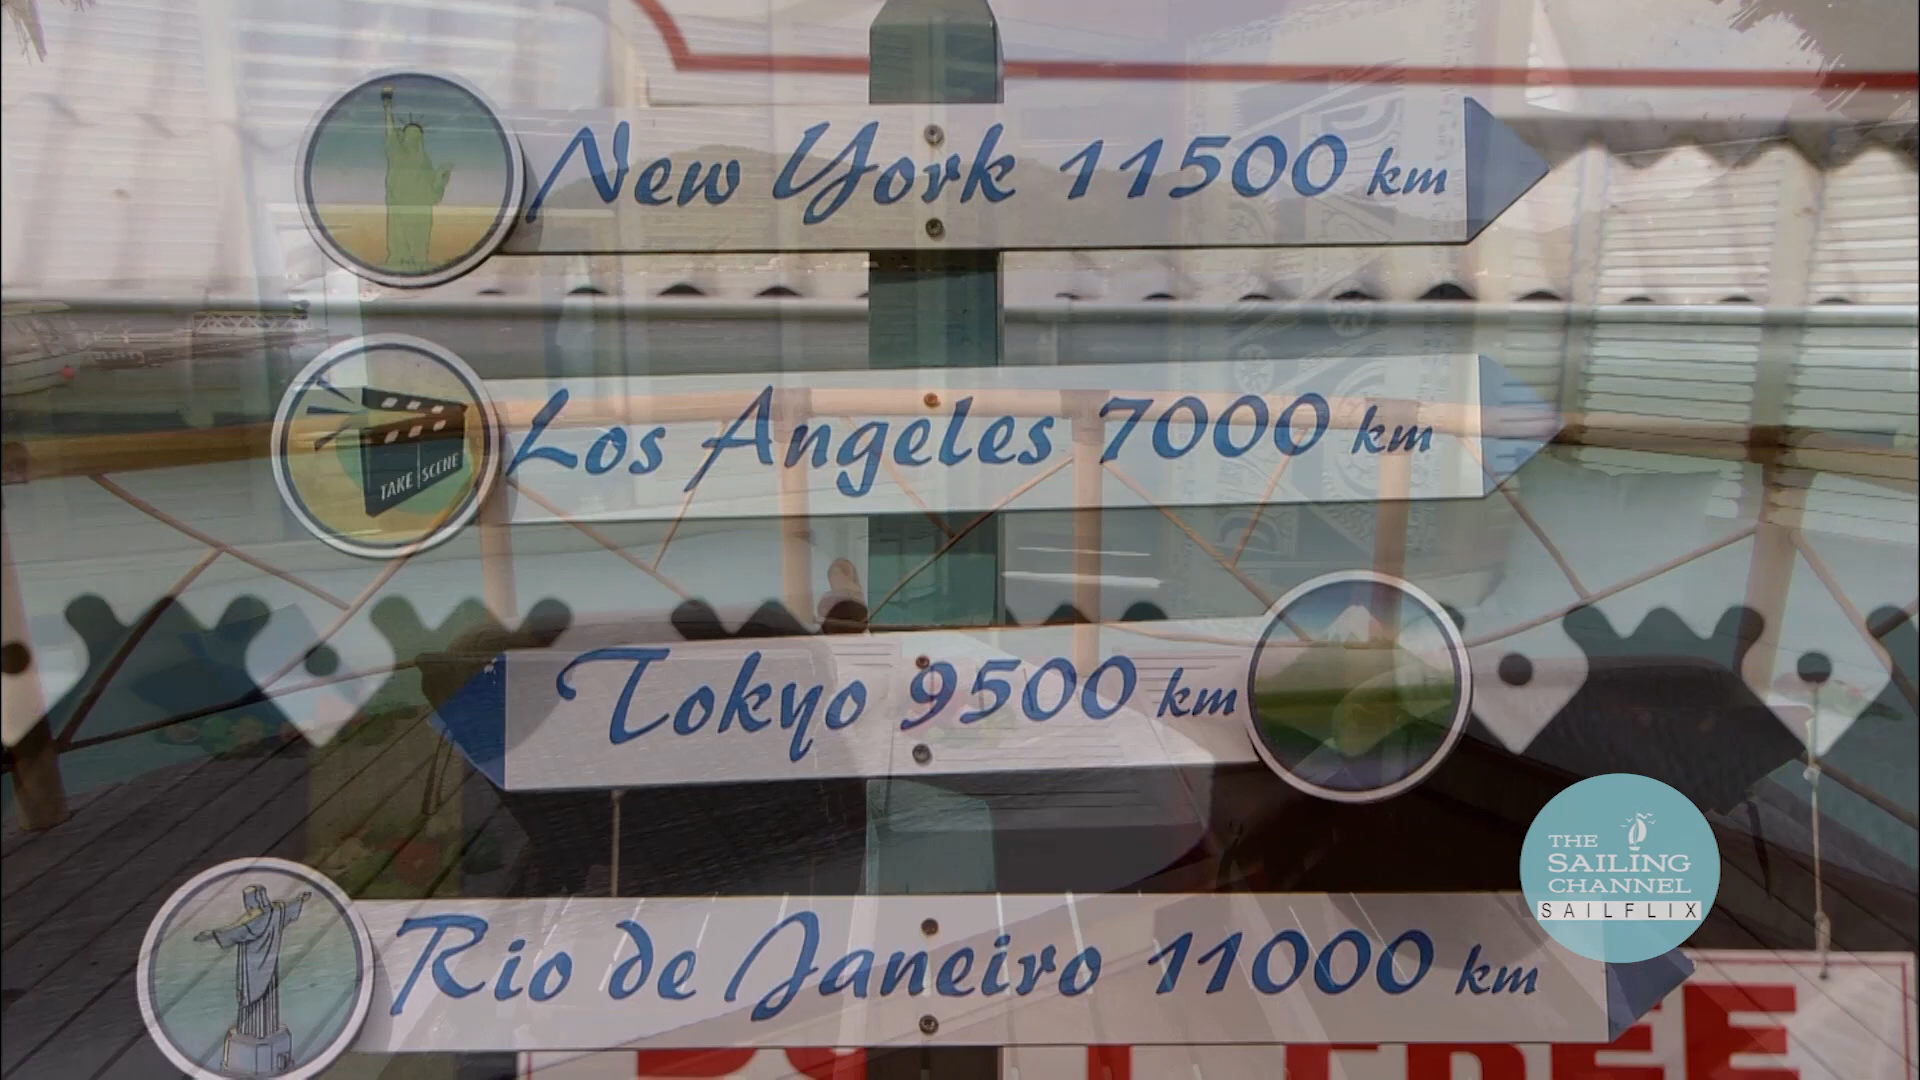 New York 11500 km
Los Angeles 7000 km
TAKE SCENE
Tokyo 9500 km
THE
SAILING
CHANNEL
SAILFLIX
Rio de Janeiro 11000 km